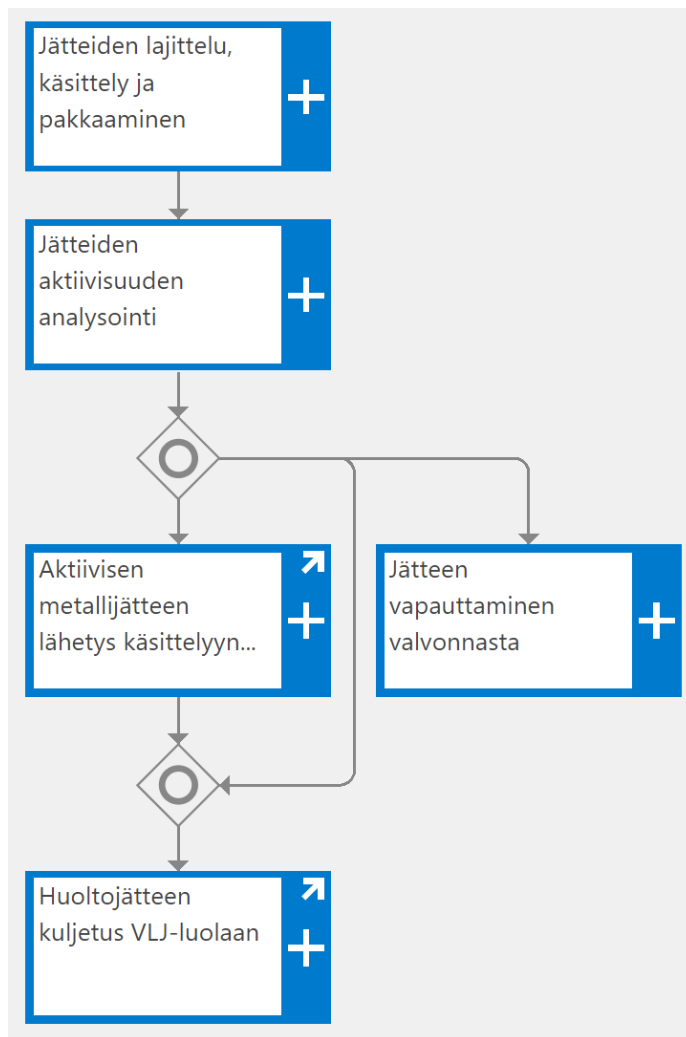 Jätteiden lajittelu,
käsittely ja
pakkaaminen
Jätteiden
aktiivisuuden
analysointi
Aktiivisen
metallijätteen
lähetys käsittelyyn...
Jätteen
vapauttaminen
valvonnasta
Huoltojätteen
kuljetus VLJ-luolaan